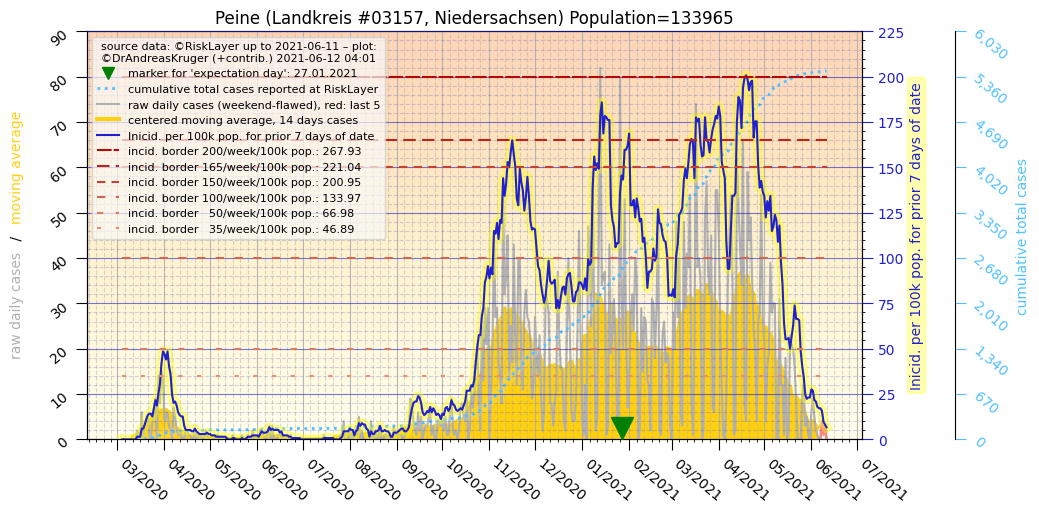 Peine (Landkreis #03157, Niedersachsen) Population=133965
source data: ©RiskLayer up to 2021-06-11 – plot:
©DrAndreasKruger (+contrib.) 2021-06-12 04:01
marker for 'expectation day': 27.01.2021
cumulative total cases reported at RiskLayer
raw daily cases (weekend-flawed), red: last 5
centered moving average, 14 days cases
Inicid. per 100k pop. for prior 7 days of date
incid. border 200/week/100k pop.: 267.93
incid. border 165/week/100k pop.: 221.04
incid. border 150/week/100k pop.: 200.95
incid. border 100/week/100k pop.: 133.97
incid. border   50/week/100k pop.: 66.98
incid. border   35/week/100k pop.: 46.89
raw daily cases / moving average
90
80
70
60
50
40
30
20
10
0
225
200
175
150
125
100
75
50
25
0
Inicid. per 100k pop. for prior 7 days of date
6,030
5,360
4,690
4,020
3,350
2,680
2,010
1,340
670
0
cumulative total cases
03/2020
04/2020
05/2020
06/2020
07/2020
08/2020
09/2020
10/2020
11/2020
12/2020
01/2021
02/2021
03/2021
04/2021
05/2021
06/2021
07/2021